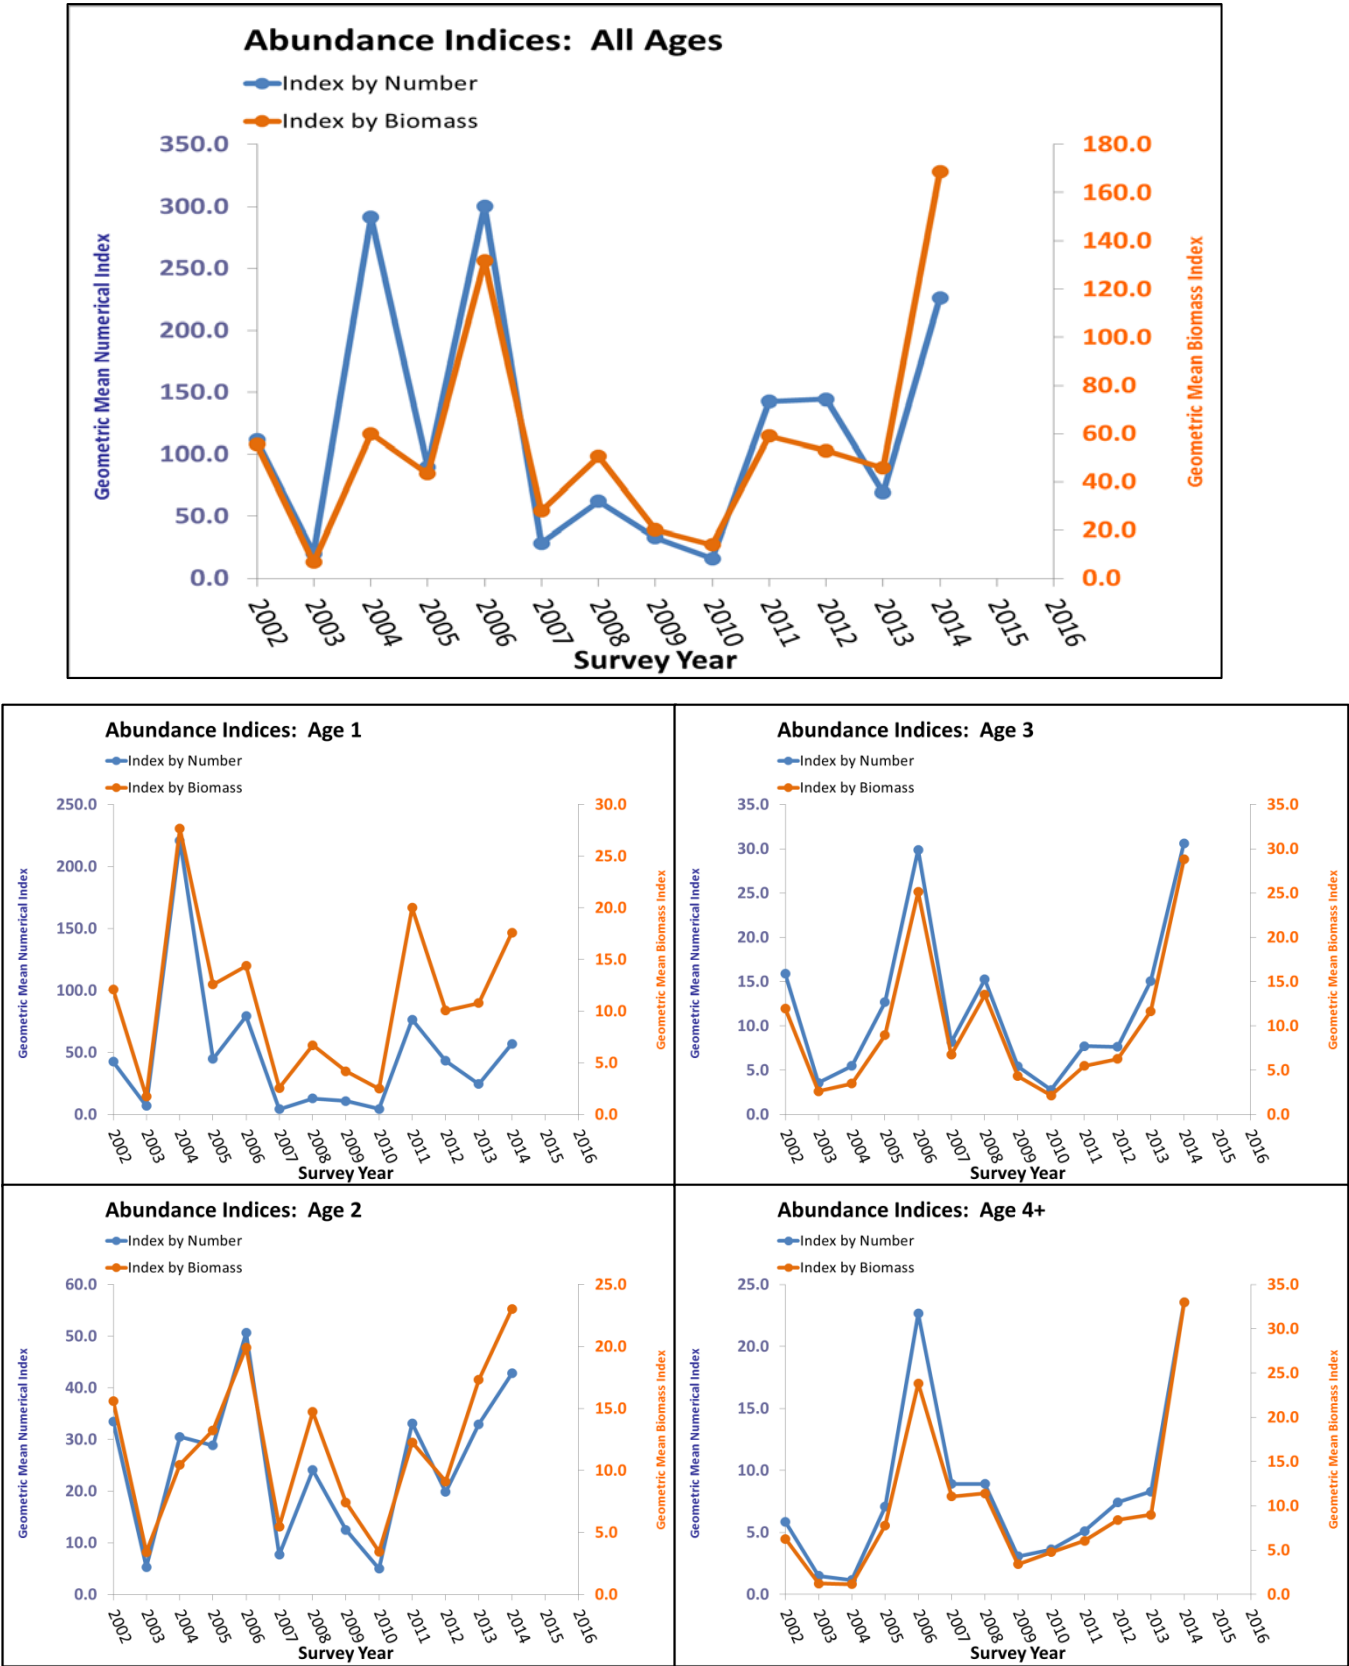 Abundance Indices: All Ages
Index by Number
Index by Biomass
350.0
300.0
250.0
200.0
150.0
100.0
50.0
0.0
Geometric Mean Numerical Index
180.0
160.0
140.0
120.0
100.0
80.0
60.0
40.0
20.0
0.0
Geometric Mean Biomass Index
2002 2003 2004 2005 2006 2007 2008 2009 2010 2011 2012 2013 2014 2015 2016
Survey Year
Abundance Indices: Age 1
Index by Number
Index by Biomass
250.0
200.0
150.0
100.0
50.0
0.0
Geometric Mean Numerical Index
30.0
25.0
20.0
15.0
10.0
5.0
0.0
Geometric Mean Biomass Index
2002 2003 2004 2005 2006 2007 2008 2009 2010 2011 2012 2013 2014 2015 2016
Survey Year
Abundance Indices: Age 3
Index by Number
Index by Biomass
35.0
30.0
25.0
20.0
15.0
10.0
5.0
0.0
Geometric Mean Numerical Index
35.0
30.0
25.0
20.0
15.0
10.0
5.0
0.0
Geometric Mean Biomass Index
2002 2003 2004 2005 2006 2007 2008 2009 2010 2011 2012 2013 2014 2015 2016
Survey Year
Abundance Indices: Age 2
Index by Number
Index by Biomass
60.0
50.0
40.0
30.0
20.0
10.0
0.0
Geometric Mean Numerical Index
25.0
20.0
15.0
10.0
5.0
0.0
Geometric Mean Biomass Index
2002 2003 2004 2005 2006 2007 2008 2009 2010 2011 2012 2013 2014 2015 2016
Survey Year
Abundance Indices: Age 4+
Index by Number
Index by Biomass
25.0
20.0
15.0
10.0
5.0
0.0
Geometric Mean Numerical Index
35.0
30.0
25.0
20.0
15.0
10.0
5.0
0.0
Geometric Mean Biomass Index
2002 2003 2004 2005 2006 2007 2008 2009 2010 2011 2012 2013 2014 2015 2016
Survey Year